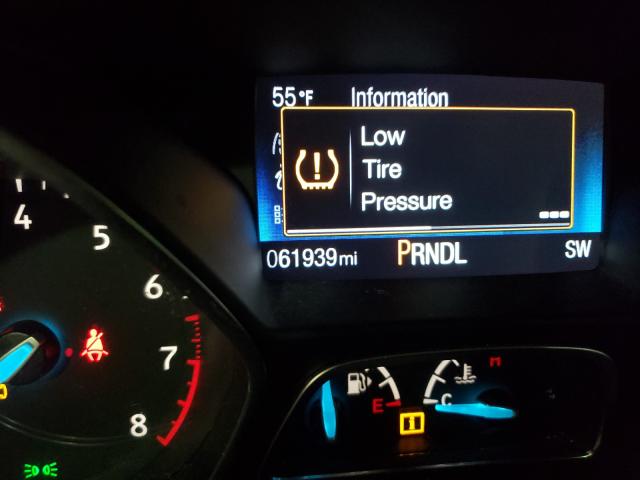 55°F Information
Low
Tire
Pressure
061939mi PRNDL SW
4
5
6
7
8
E
C